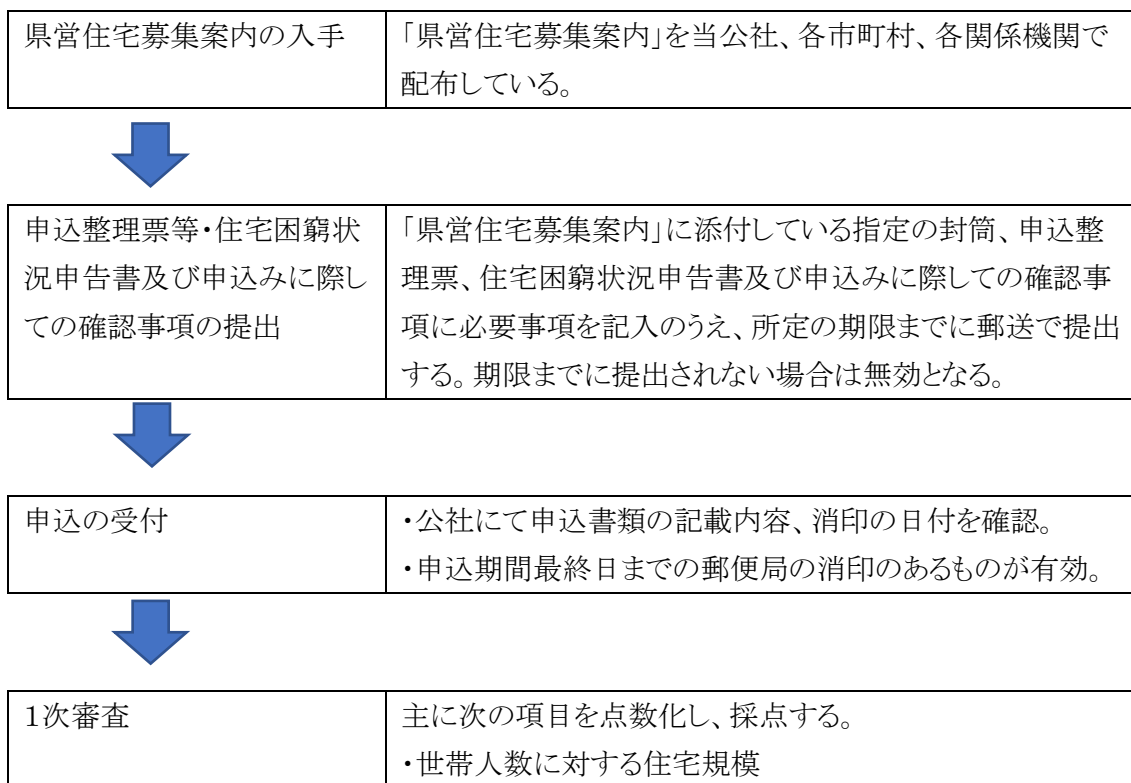 県営住宅募集案内の入手
「県営住宅募集案内」を当公社、各市町村、各関係機関で
配布している。
申込整理票等・住宅困窮状
況申告書及び申込みに際し
ての確認事項の提出
「県営住宅募集案内」に添付している指定の封筒、申込整
理票、住宅困窮状況申告書及び申込みに際しての確認事
項に必要事項を記入のうえ、所定の期限までに郵送で提出
する。期限までに提出されない場合は無効となる。
申込の受付
・公社にて申込書類の記載内容、消印の日付を確認。
・申込期間最終日までの郵便局の消印のあるものが有効。
1次審査
主に次の項目を点数化し、採点する。
・世帯人数に対する住宅規模